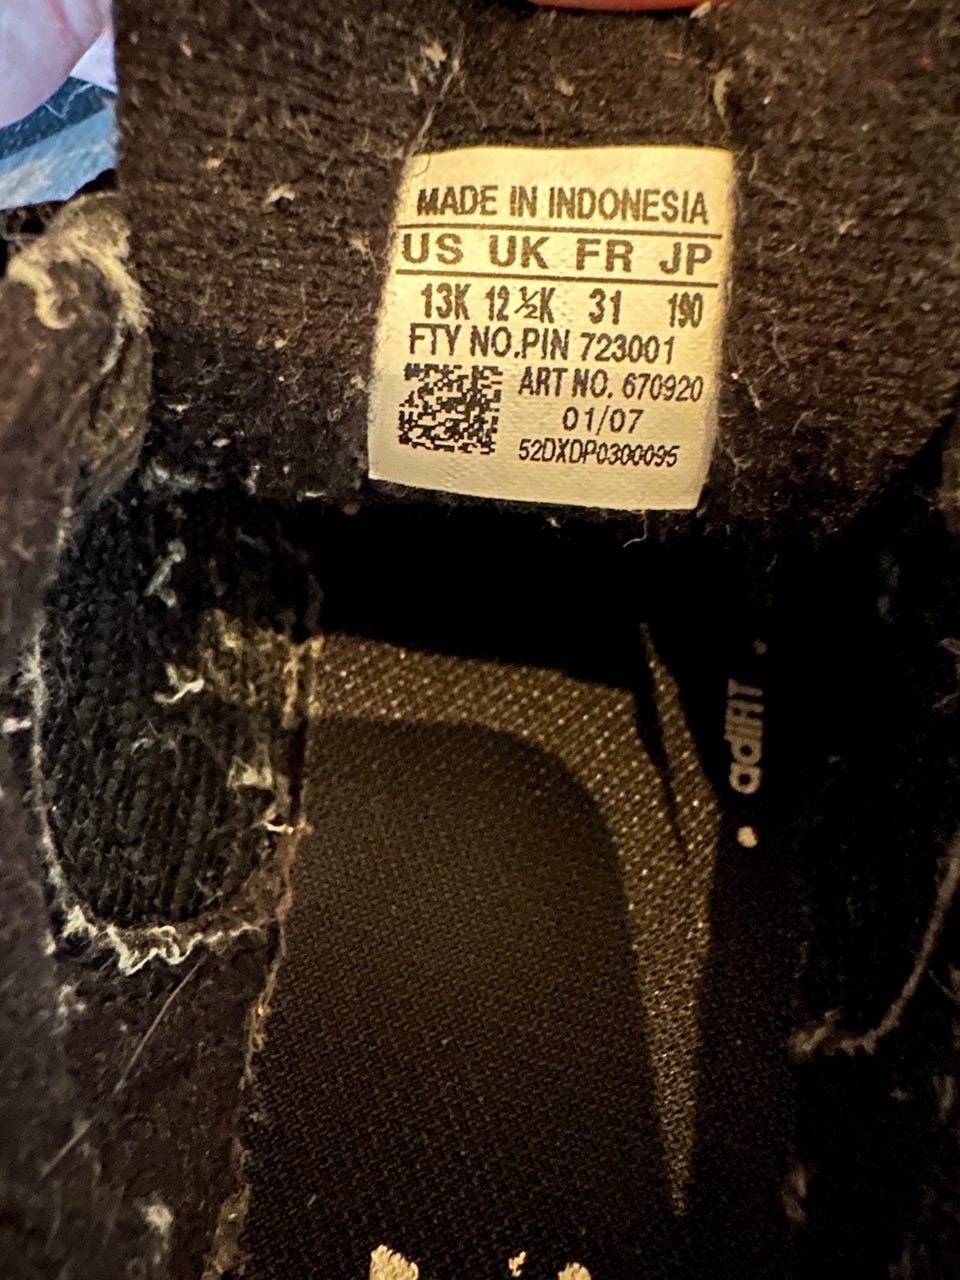 MADE IN INDONESIA
US UK FR JP
13K 12½K 31 190
FTY NO.PIN 723001
ART NO. 670920
01/07
52DXDP0300095